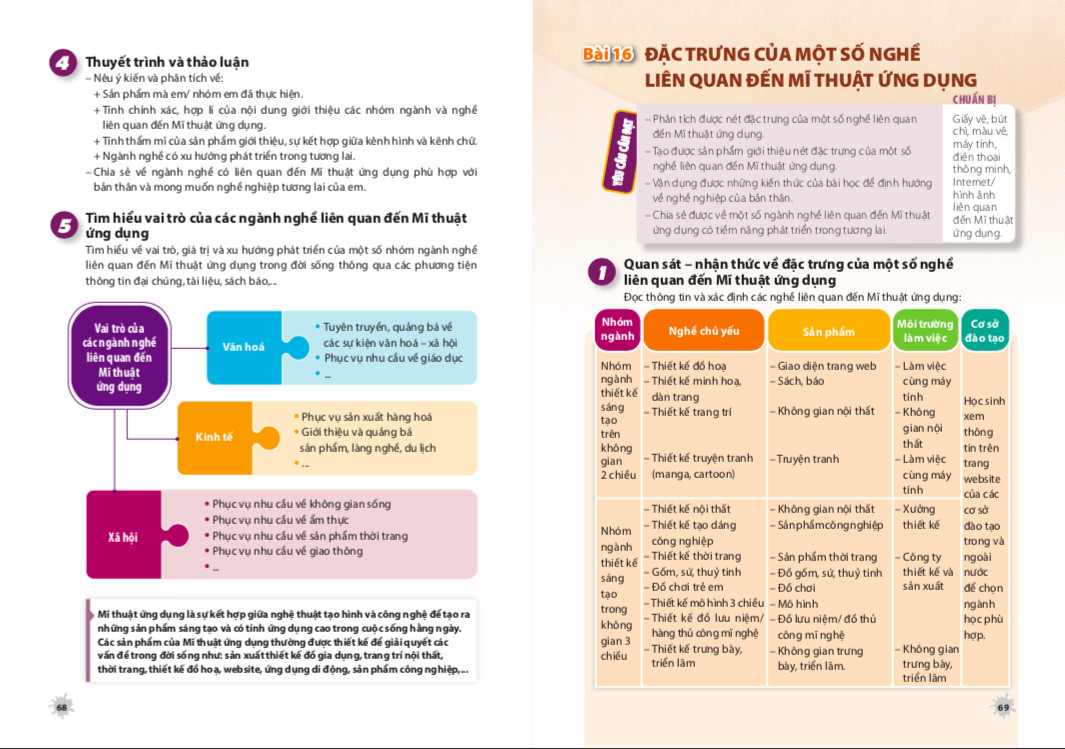 4 Thuyết trình và thảo luận
– Nêu ý kiến và phân tích về:
+ Sản phẩm mà em/ nhóm em đã thực hiện.
+ Tính chính xác, hợp lí của nội dung giới thiệu các nhóm ngành và nghề
liên quan đến Mĩ thuật ứng dụng.
+ Tính thẩm mĩ của sản phẩm giới thiệu, sự kết hợp giữa kênh hình và kênh chữ.
+ Ngành nghề có xu hướng phát triển trong tương lai.
– Chia sẻ về ngành nghề có liên quan đến Mĩ thuật ứng dụng phù hợp với
bản thân và mong muốn nghề nghiệp tương lai của em.
5 Tìm hiểu vai trò của các ngành nghề liên quan đến Mĩ thuật
ứng dụng
Tìm hiểu về vai trò, giá trị và xu hướng phát triển của một số nhóm ngành nghề
liên quan đến Mĩ thuật ứng dụng trong đời sống thông qua các phương tiện
thông tin đại chúng, tài liệu, sách báo,...
Vai trò của
các ngành nghề
liên quan đến
Mĩ thuật
ứng dụng
Văn hoá
• Tuyên truyền, quảng bá về
các sự kiện văn hoá – xã hội
• Phục vụ nhu cầu về giáo dục
• ...
Kinh tế
• Phục vụ sản xuất hàng hoá
• Giới thiệu và quảng bá
sản phẩm, làng nghề, du lịch
• ...
Xã hội
• Phục vụ nhu cầu về không gian sống
• Phục vụ nhu cầu về ẩm thực
• Phục vụ nhu cầu về sản phẩm thời trang
• Phục vụ nhu cầu về giao thông
• ...
Mĩ thuật ứng dụng là sự kết hợp giữa nghệ thuật tạo hình và công nghệ để tạo ra
những sản phẩm sáng tạo và có tính ứng dụng cao trong cuộc sống hằng ngày.
Các sản phẩm của Mĩ thuật ứng dụng thường được thiết kế để giải quyết các
vấn đề trong đời sống như: sản xuất thiết kế đồ gia dụng, trang trí nội thất,
thời trang, thiết kế đồ hoạ, website, ứng dụng di động, sản phẩm công nghiệp,...
68
Bài 16 ĐẶC TRƯNG CỦA MỘT SỐ NGHỀ
LIÊN QUAN ĐẾN MĨ THUẬT ỨNG DỤNG
YÊU CẦU CẦN ĐẠT
– Phân tích được nét đặc trưng của một số nghề liên quan
đến Mĩ thuật ứng dụng.
– Tạo được sản phẩm giới thiệu nét đặc trưng của một số
nghề liên quan đến Mĩ thuật ứng dụng.
– Vận dụng được những kiến thức của bài học để định hướng
về nghề nghiệp của bản thân.
– Chia sẻ được về một số ngành nghề liên quan đến Mĩ thuật
ứng dụng có tiềm năng phát triển trong tương lai.
CHUẨN BỊ
Giấy vẽ, bút
chì, màu vẽ,
máy tính,
điện thoại
thông minh,
Internet/
hình ảnh
liên quan
đến Mĩ thuật
ứng dụng.
1 Quan sát – nhận thức về đặc trưng của một số nghề
liên quan đến Mĩ thuật ứng dụng
Đọc thông tin và xác định các nghề liên quan đến Mĩ thuật ứng dụng:
Nhóm
ngành
Nghề chủ yếu
Sản phẩm
Môi trường
làm việc
Cơ sở
đào tạo
Nhóm
ngành
thiết kế
sáng
tạo
trên
không
gian
2 chiều
– Thiết kế đồ hoạ
– Thiết kế minh hoạ,
dàn trang
– Thiết kế trang trí
– Thiết kế truyện tranh
(manga, cartoon)
– Giao diện trang web
– Sách, báo
– Không gian nội thất
– Truyện tranh
– Làm việc
cùng máy
tính
– Không
gian nội
thất
– Làm việc
cùng máy
tính
Học sinh
xem
thông
tin trên
trang
website
của các
cơ sở
đào tạo
trong và
ngoài
nước
để chọn
ngành
học phù
hợp.
Nhóm
ngành
thiết kế
sáng
tạo
trong
không
gian 3
chiều
– Thiết kế nội thất
– Thiết kế tạo dáng
công nghiệp
– Thiết kế thời trang
– Gốm, sứ, thuỷ tinh
– Đồ chơi trẻ em
– Thiết kế mô hình 3 chiều
– Thiết kế đồ lưu niệm/
hàng thủ công mĩ nghệ
– Thiết kế trưng bày,
triển lãm
– Không gian nội thất
– Sản phẩm công nghiệp
– Sản phẩm thời trang
– Đồ gốm, sứ, thuỷ tinh
– Đồ chơi
– Mô hình
– Đồ lưu niệm/ đồ thủ
công mĩ nghệ
– Không gian trưng
bày, triển lãm.
– Xưởng
thiết kế
– Công ty
thiết kế và
sản xuất
– Không gian
trưng bày,
triển lãm
69